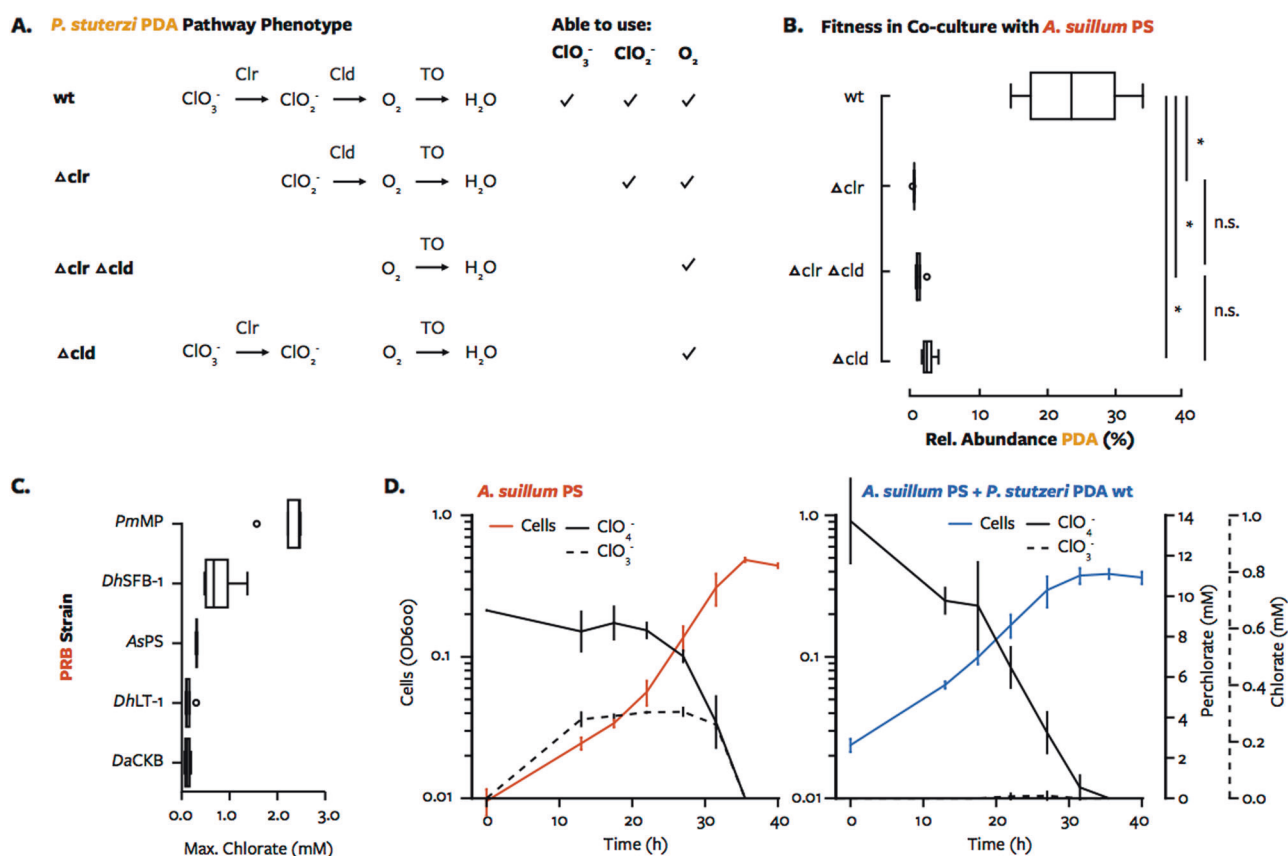 A. P. stuterzi PDA Pathway Phenotype
Able to use:
ClO₃⁻ ClO₂⁻ O₂
wt ClO₃⁻ Clr ClO₂⁻ Cld O₂ TO H₂O ✓ ✓ ✓
Δclr ClO₂⁻ Cld O₂ TO H₂O ✓ ✓
Δclr Δcld O₂ TO H₂O ✓
Δcld ClO₃⁻ Clr ClO₂⁻ O₂ TO H₂O ✓
B. Fitness in Co-culture with A. suillum PS
wt
Δclr
Δclr Δcld
Δcld
*
*
*
n.s.
n.s.
0 10 20 30 40
Rel. Abundance PDA (%)
C.
PRB Strain
PmMP
DhSFB-1
AsPS
DhLT-1
DaCKB
0.0 1.0 2.0 3.0
Max. Chlorate (mM)
D. A. suillum PS
Cells ClO₄⁻
ClO₃⁻
Cells (OD600)
1.0
0.1
0.01
0 10 20 30 40
Time (h)
A. suillum PS + P. stutzeri PDA wt
Cells ClO₄⁻
ClO₃⁻
1.0
0.1
0.01
0 10 20 30 40
Time (h)
14
12
10
8
6
4
2
0
Perchlorate (mM)
1.0
0.8
0.6
0.4
0.2
0.0
Chlorate (mM)